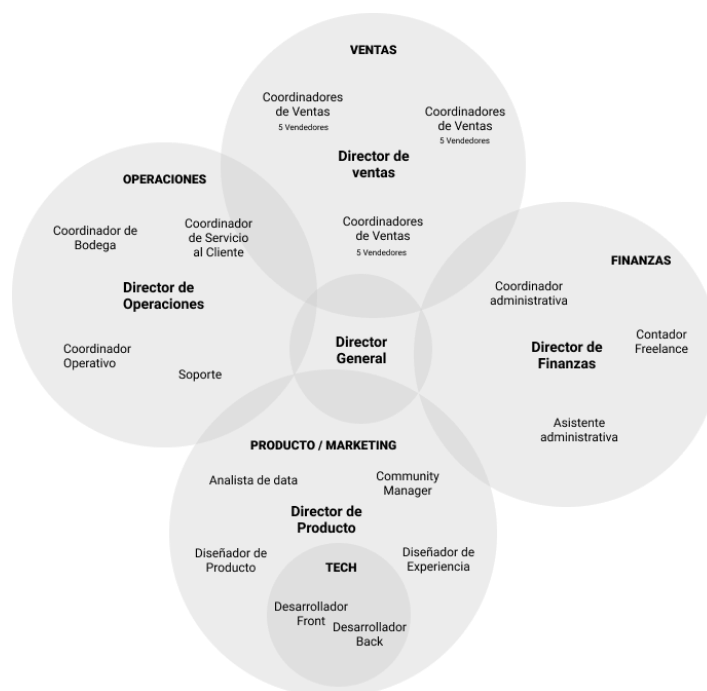 VENTAS
Coordinadores
de Ventas
5 Vendedores
Coordinadores
de Ventas
5 Vendedores
Director de
ventas
Coordinadores
de Ventas
5 Vendedores
OPERACIONES
Coordinador de
Bodega
Coordinador
de Servicio
al Cliente
Director de
Operaciones
Coordinador
Operativo
Soporte
FINANZAS
Coordinador
administrativa
Contador
Freelance
Director de
Finanzas
Asistente
administrativa
Director
General
PRODUCTO / MARKETING
Analista de data
Community
Manager
Director de
Producto
Diseñador de
Producto
Diseñador de
Experiencia
TECH
Desarrollador
Front
Desarrollador
Back